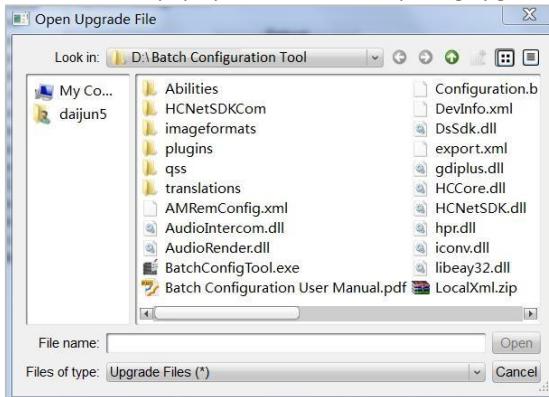 Open Upgrade File
Look in: D:\Batch Configuration Tool
My Co...
daijun5
Abilities
HCNetSDKCom
imageformats
plugins
qss
translations
AMRemConfig.xml
AudioIntercom.dll
AudioRender.dll
BatchConfigTool.exe
Batch Configuration User Manual.pdf
Configuration.b
DevInfo.xml
DsSdk.dll
export.xml
gdiplus.dll
HCCore.dll
HCNetSDK.dll
hpr.dll
iconv.dll
libeay32.dll
LocalXml.zip
File name:
Open
Files of type: Upgrade Files (*)
Cancel